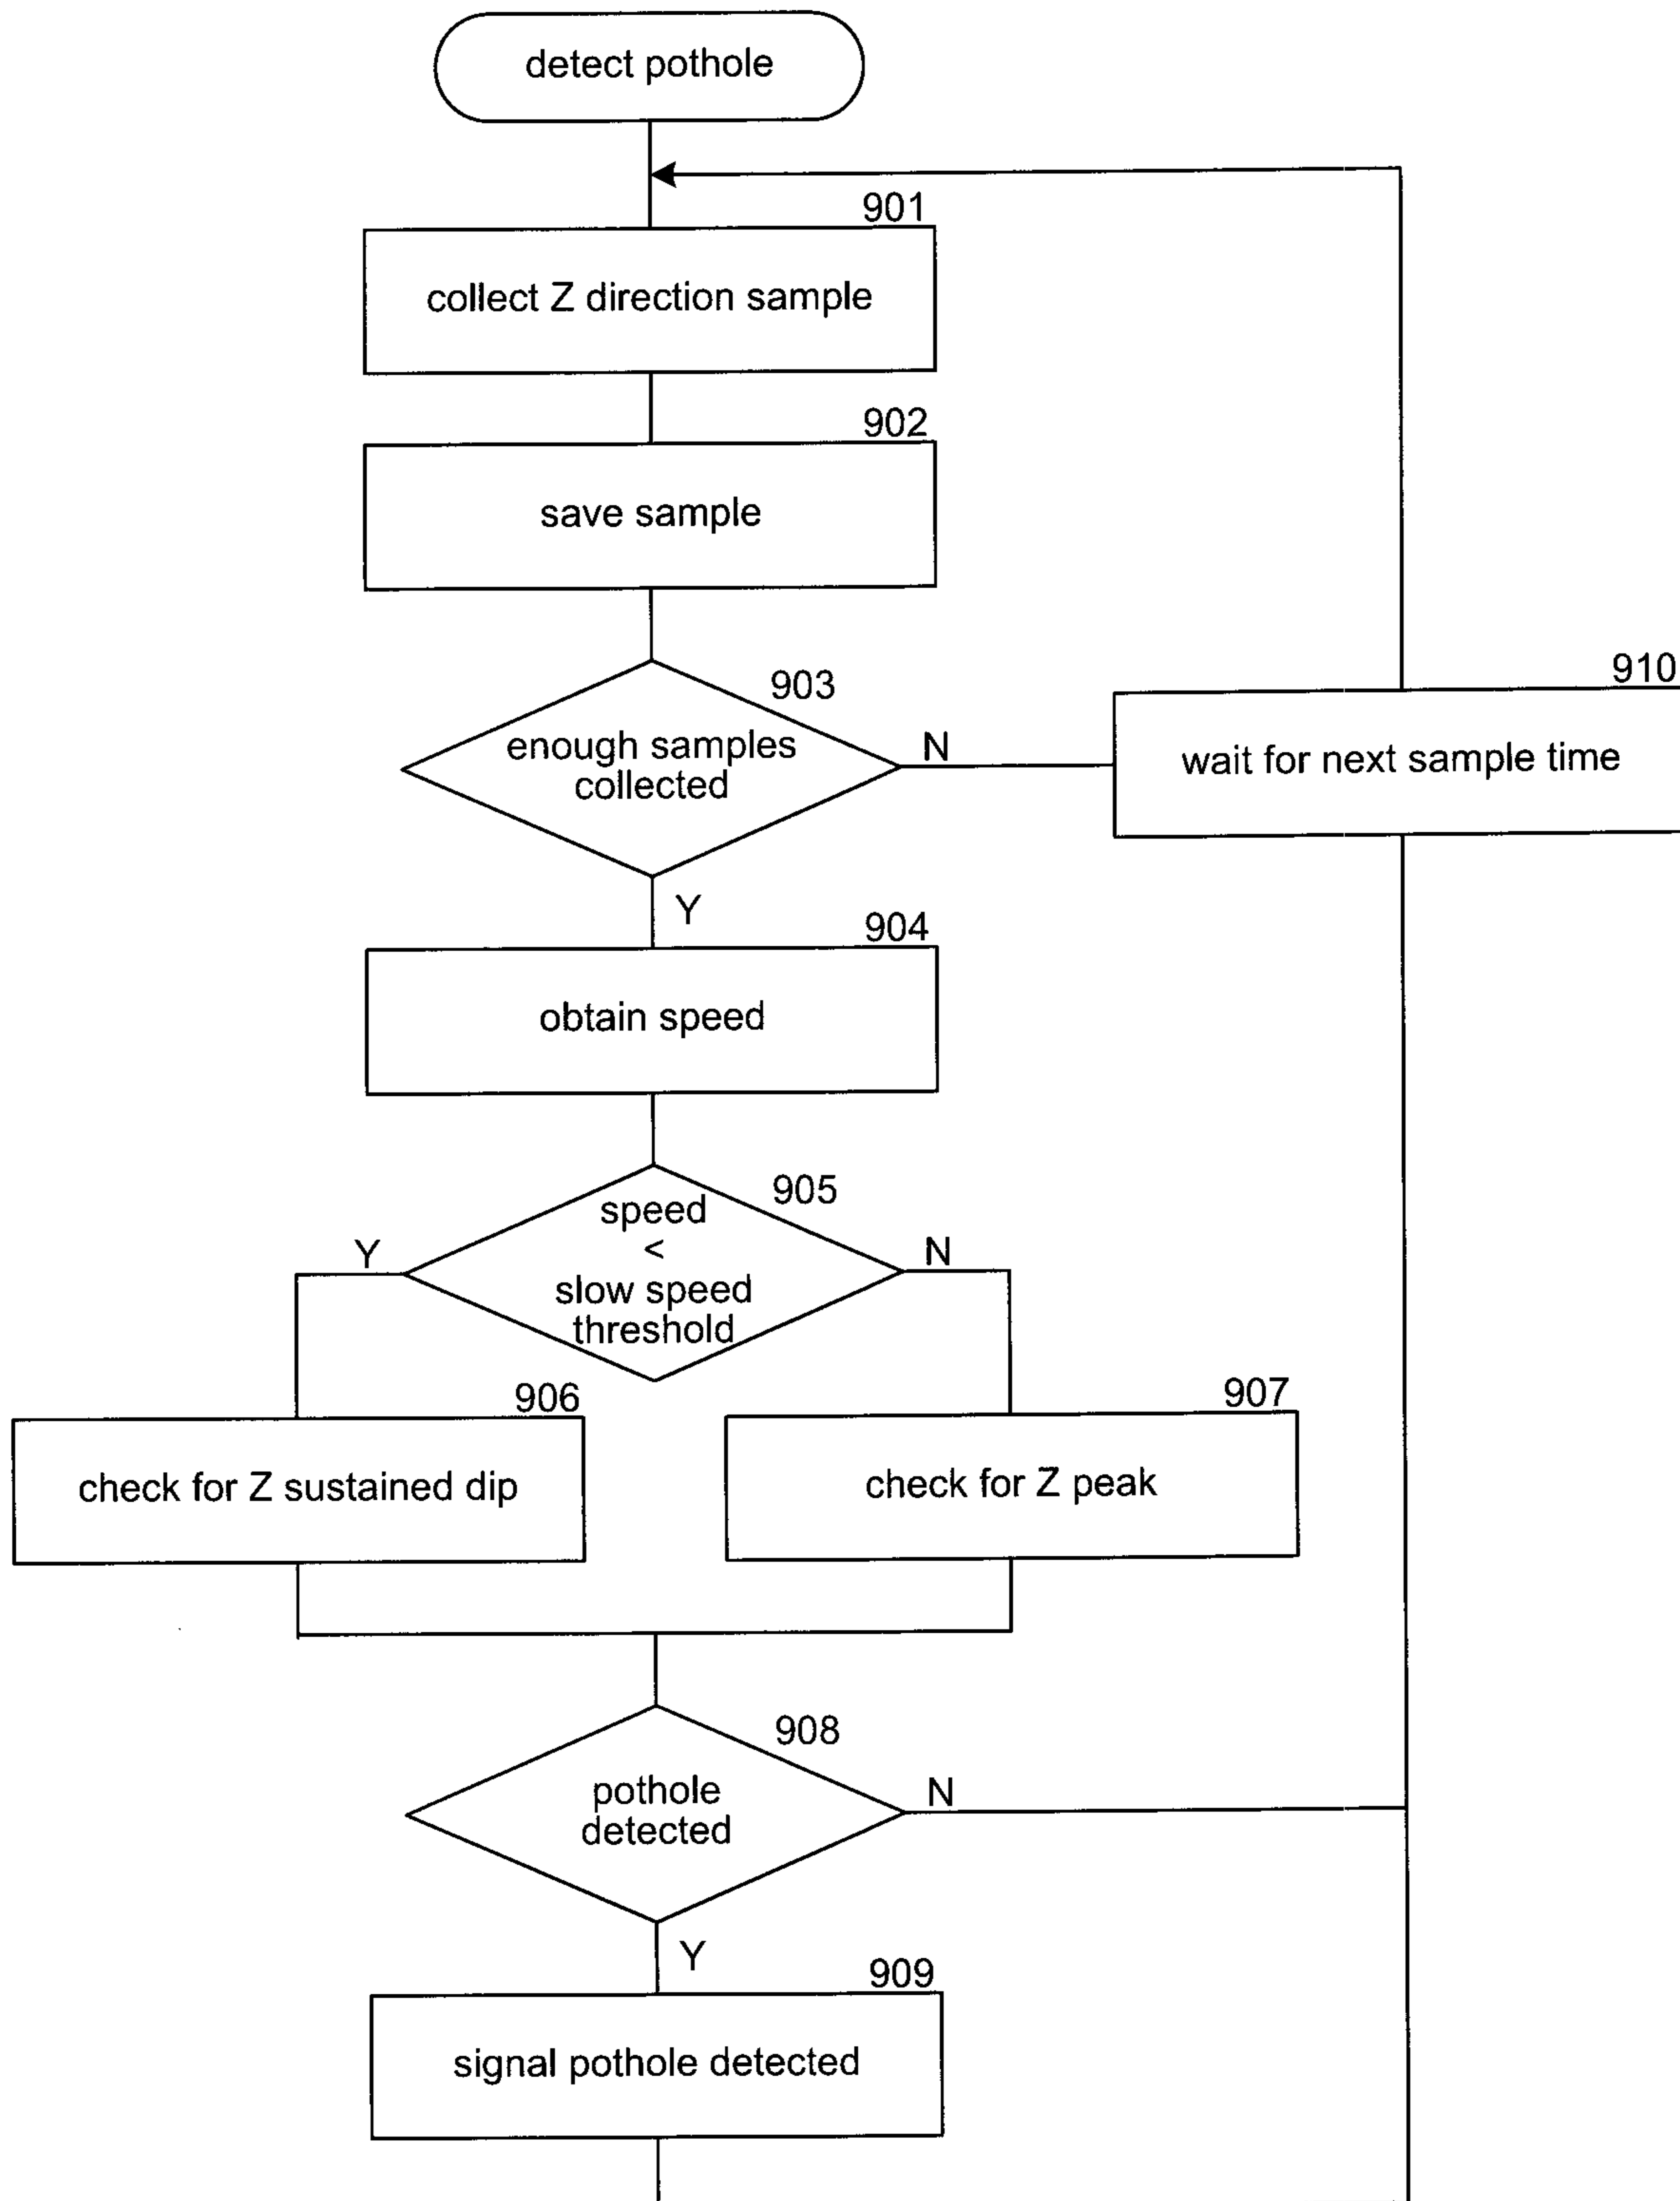 detect pothole
901
collect Z direction sample
902
save sample
903
enough samples
collected
N
910
wait for next sample time
Y
904
obtain speed
905
speed
<
slow speed
threshold
Y
N
906
check for Z sustained dip
907
check for Z peak
908
pothole
detected
N
Y
909
signal pothole detected